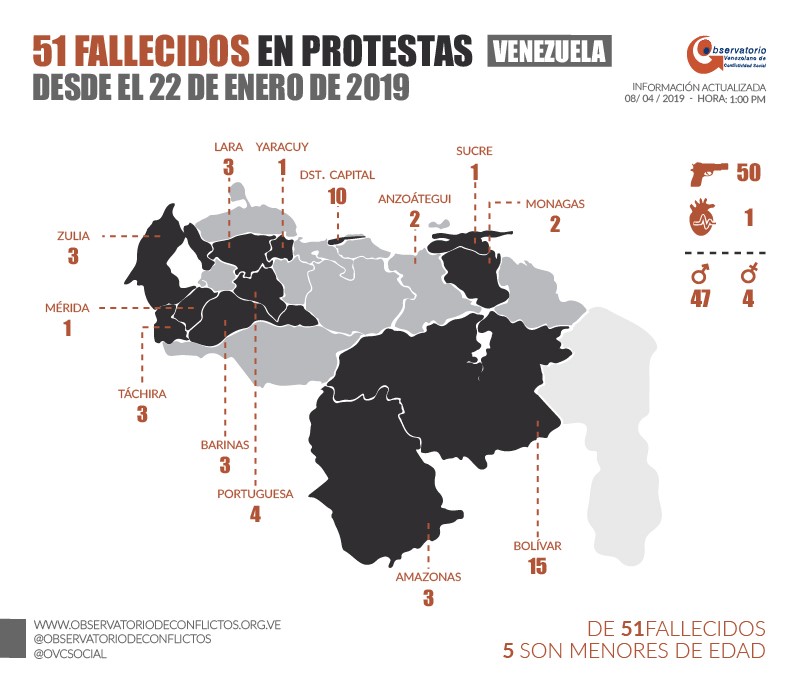 51 FALLECIDOS EN PROTESTAS VENEZUELA
DESDE EL 22 DE ENERO DE 2019
Observatorio
Venezolano de
Conflictividad Social
INFORMACIÓN ACTUALIZADA
08/ 04 / 2019 - HORA: 1:00 PM
LARA
3
YARACUY
1
DST. CAPITAL
10
SUCRE
1
ANZOÁTEGUI
2
MONAGAS
2
50
1
47
4
ZULIA
3
MÉRIDA
1
TÁCHIRA
3
BARINAS
3
PORTUGUESA
4
BOLÍVAR
15
AMAZONAS
3
WWW.OBSERVATORIODECONFLICTOS.ORG.VE
@OBSERVATORIODECONFLICTOS
@OVCSOCIAL
DE 51FALLECIDOS
5 SON MENORES DE EDAD